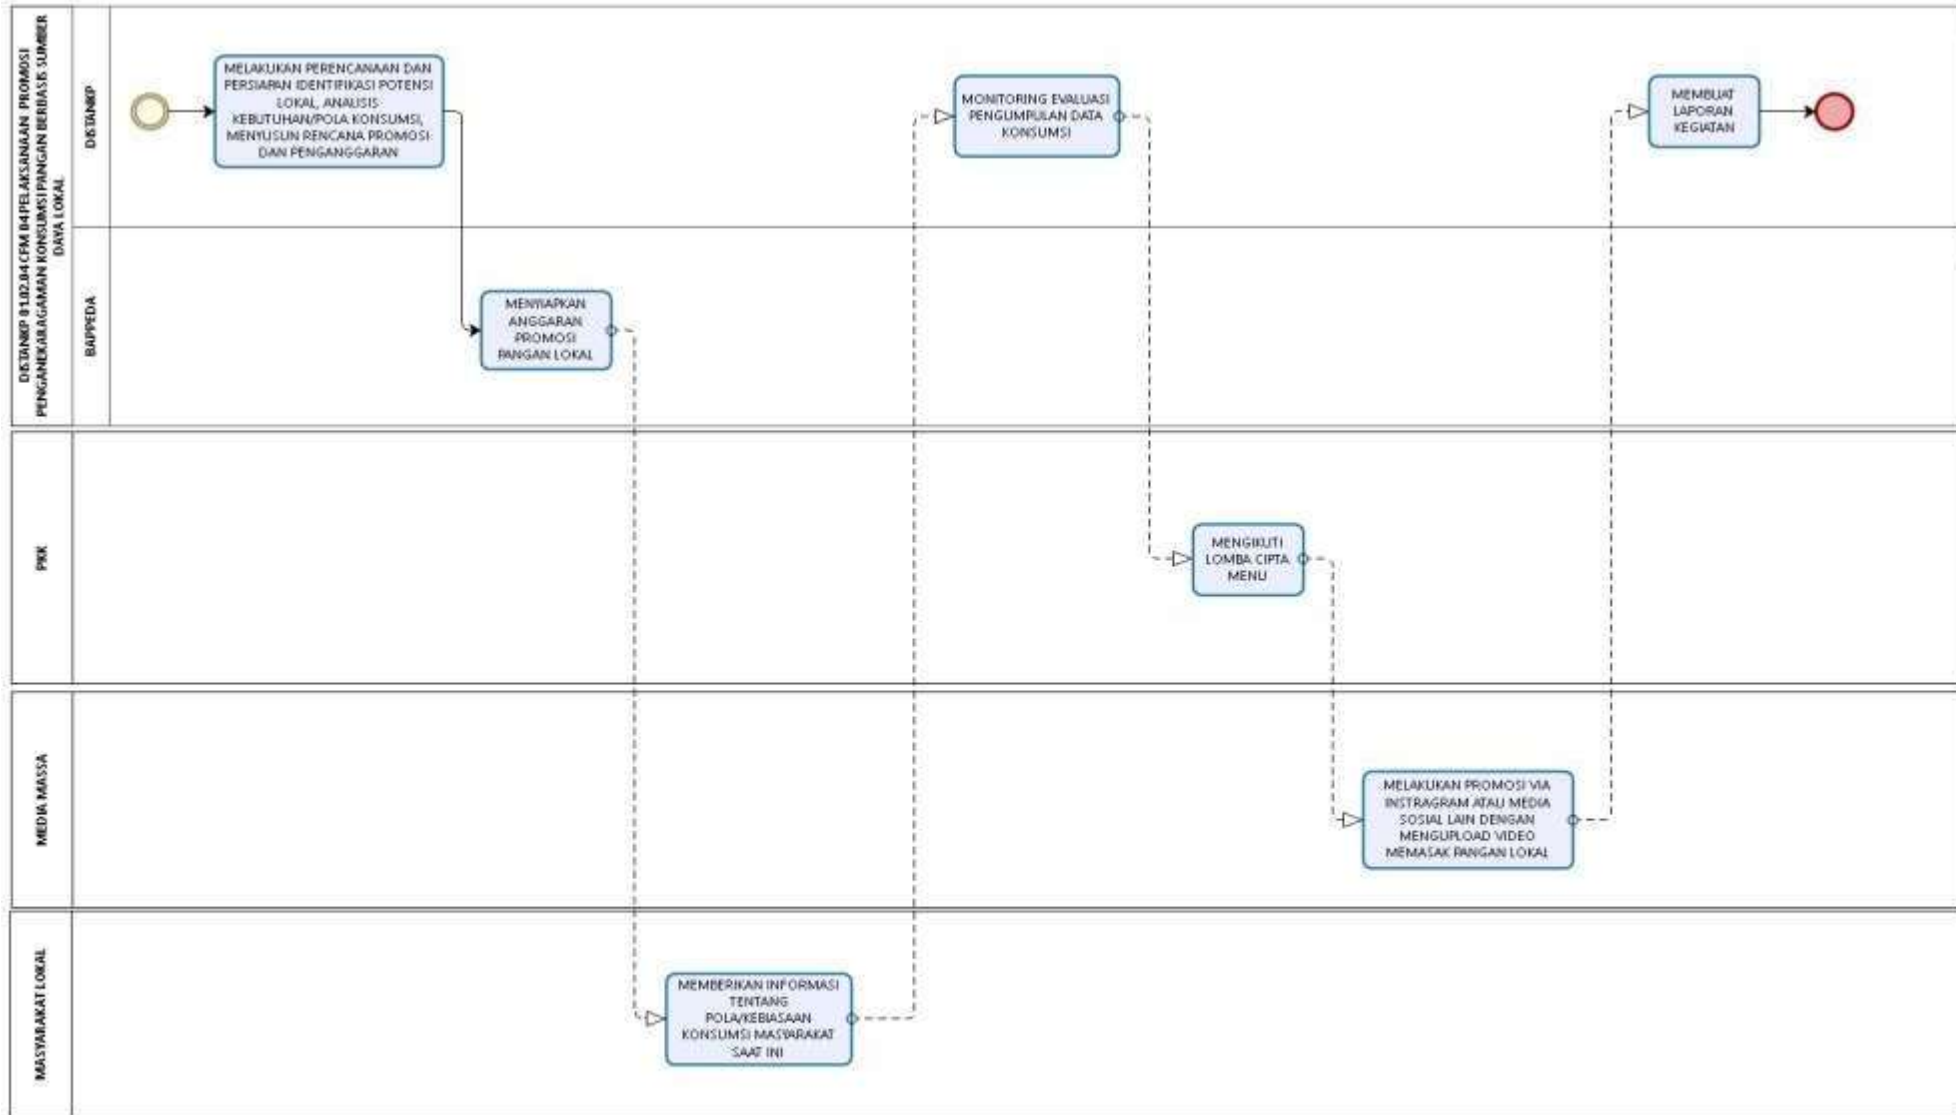 DISTANKP 01.02.04 CFM 04 PELAKSANAAN PROMOSI
PENGANEKARAGAMAN KONSUMSI PANGAN BERBASIS SUMBER
DAYA LOKAL
DISTANKP
MELAKUKAN PERENCANAAN DAN
PERSIAPAN IDENTIFIKASI POTENSI
LOKAL, ANALISIS
KEBUTUHAN/POLA KONSUMSI,
MENYUSUN RENCANA PROMOSI
DAN PENGANGGARAN
MONITORING EVALUASI
PENGUMPULAN DATA
KONSUMSI
MEMBUAT
LAPORAN
KEGIATAN
BAPPEDA
MENYIAPKAN
ANGGARAN
PROMOSI
PANGAN LOKAL
PKK
MENGIKUTI
LOMBA CIPTA
MENU
MEDIA MASSA
MELAKUKAN PROMOSI VIA
INSTRAGRAM ATAU MEDIA
SOSIAL LAIN DENGAN
MENGUPLOAD VIDEO
MEMASAK PANGAN LOKAL
MASYARAKAT LOKAL
MEMBERIKAN INFORMASI
TENTANG
POLA/KEBIASAAN
KONSUMSI MASYARAKAT
SAAT INI